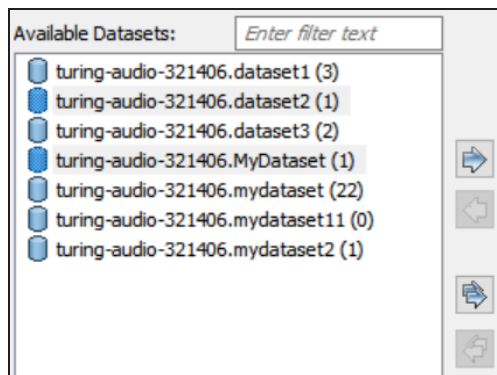 Available Datasets: Enter filter text
turing-audio-321406.dataset1 (3)
turing-audio-321406.dataset2 (1)
turing-audio-321406.dataset3 (2)
turing-audio-321406.MyDataset (1)
turing-audio-321406.mydataset (22)
turing-audio-321406.mydataset11 (0)
turing-audio-321406.mydataset2 (1)